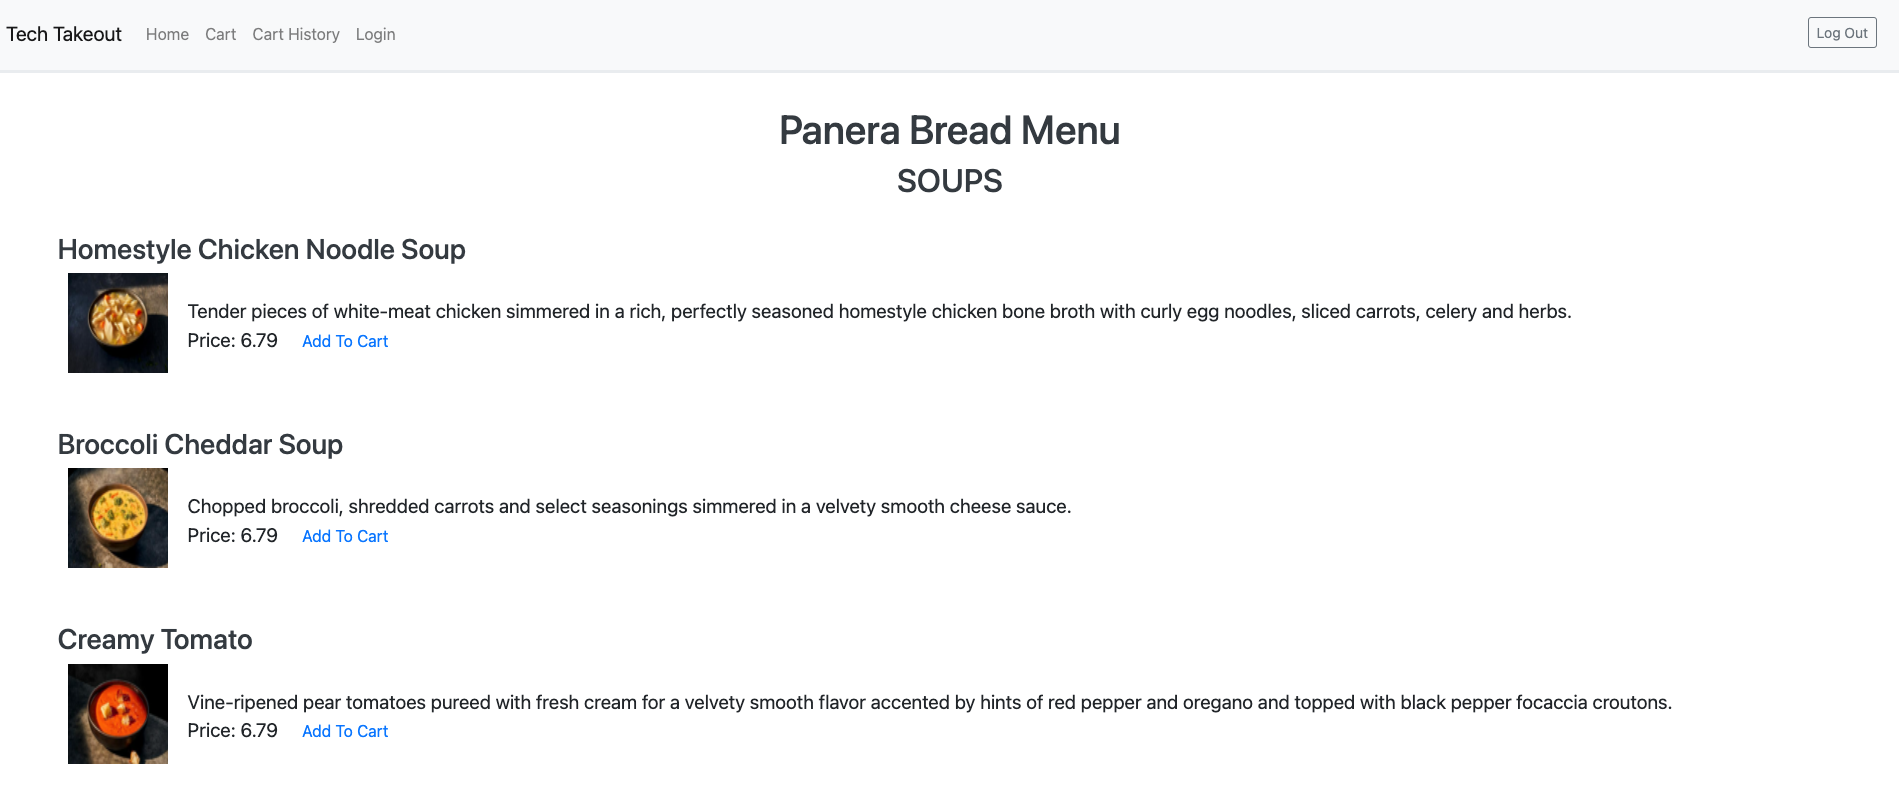 Tech Takeout Home Cart Cart History Login Log Out
Panera Bread Menu
SOUPS
Homestyle Chicken Noodle Soup
Tender pieces of white-meat chicken simmered in a rich, perfectly seasoned homestyle chicken bone broth with curly egg noodles, sliced carrots, celery and herbs.
Price: 6.79 Add To Cart
Broccoli Cheddar Soup
Chopped broccoli, shredded carrots and select seasonings simmered in a velvety smooth cheese sauce.
Price: 6.79 Add To Cart
Creamy Tomato
Vine-ripened pear tomatoes pureed with fresh cream for a velvety smooth flavor accented by hints of red pepper and oregano and topped with black pepper focaccia croutons.
Price: 6.79 Add To Cart